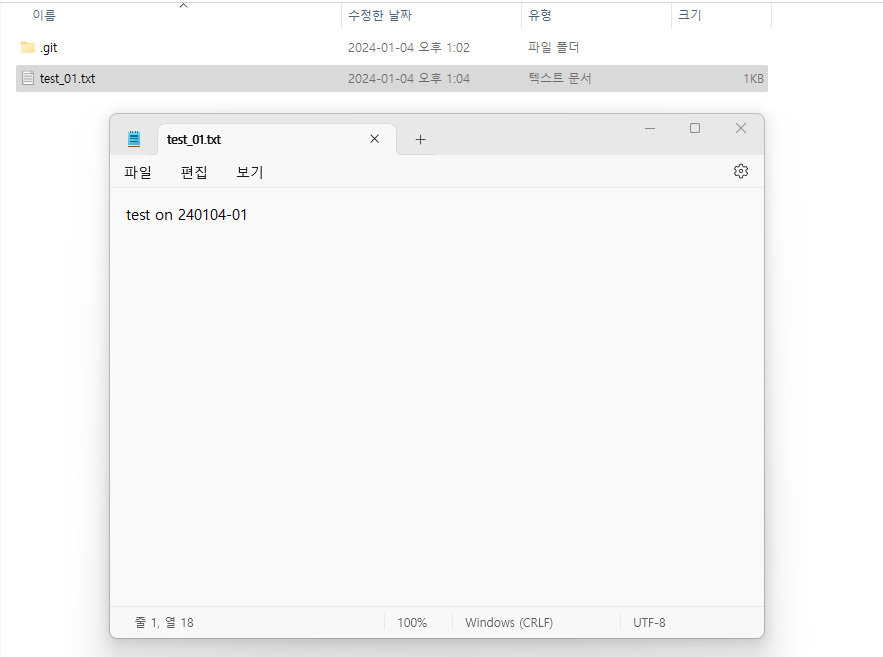 이름 수정한 날짜 유형 크기
.git 2024-01-04 오후 1:02 파일 폴더
test_01.txt 2024-01-04 오후 1:04 텍스트 문서 1KB
test_01.txt
파일 편집 보기
test on 240104-01
줄 1, 열 18 100% Windows (CRLF) UTF-8